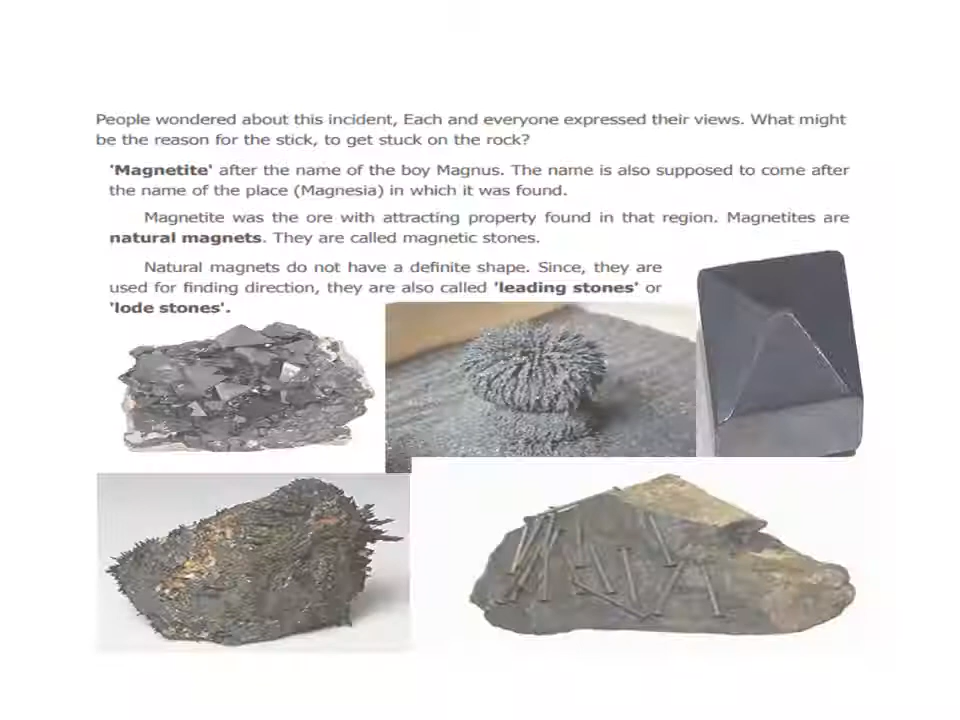 People wondered about this incident, Each and everyone expressed their views. What might
be the reason for the stick, to get stuck on the rock?
'Magnetite' after the name of the boy Magnus. The name is also supposed to come after
the name of the place (Magnesia) in which it was found.
Magnetite was the ore with attracting property found in that region. Magnetites are
natural magnets. They are called magnetic stones.
Natural magnets do not have a definite shape. Since, they are
used for finding direction, they are also called 'leading stones' or
'lode stones'.